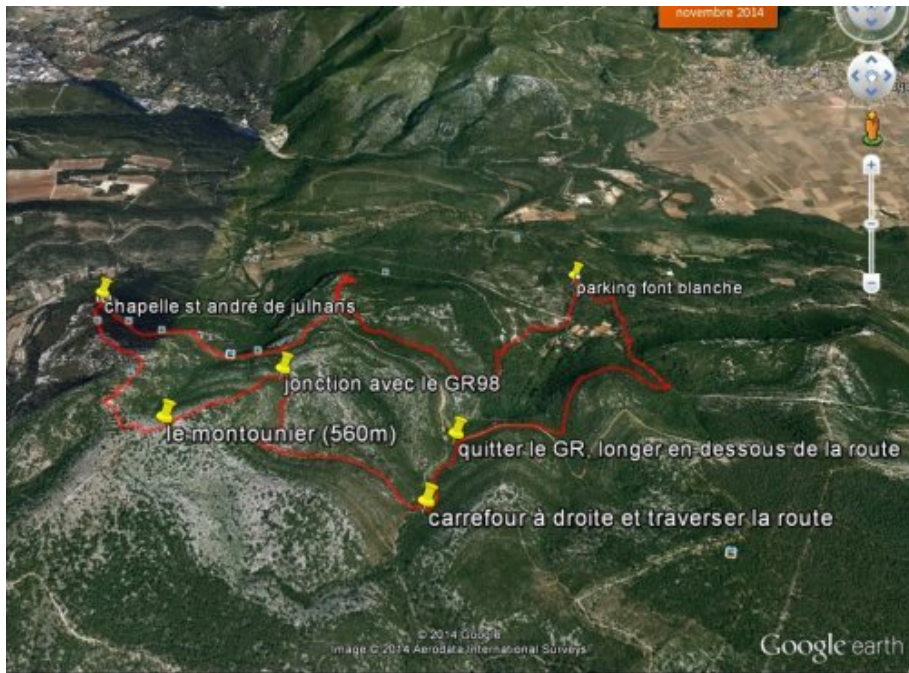 novembre 2014
parking font blanche
chapelle st andré de julhans
jonction avec le GR98
le montounier (560m)
quitter le GR, longer en-dessous de la route
carrefour à droite et traverser la route
© 2014 Google
Image © 2014 Aerodata International Surveys
Google earth